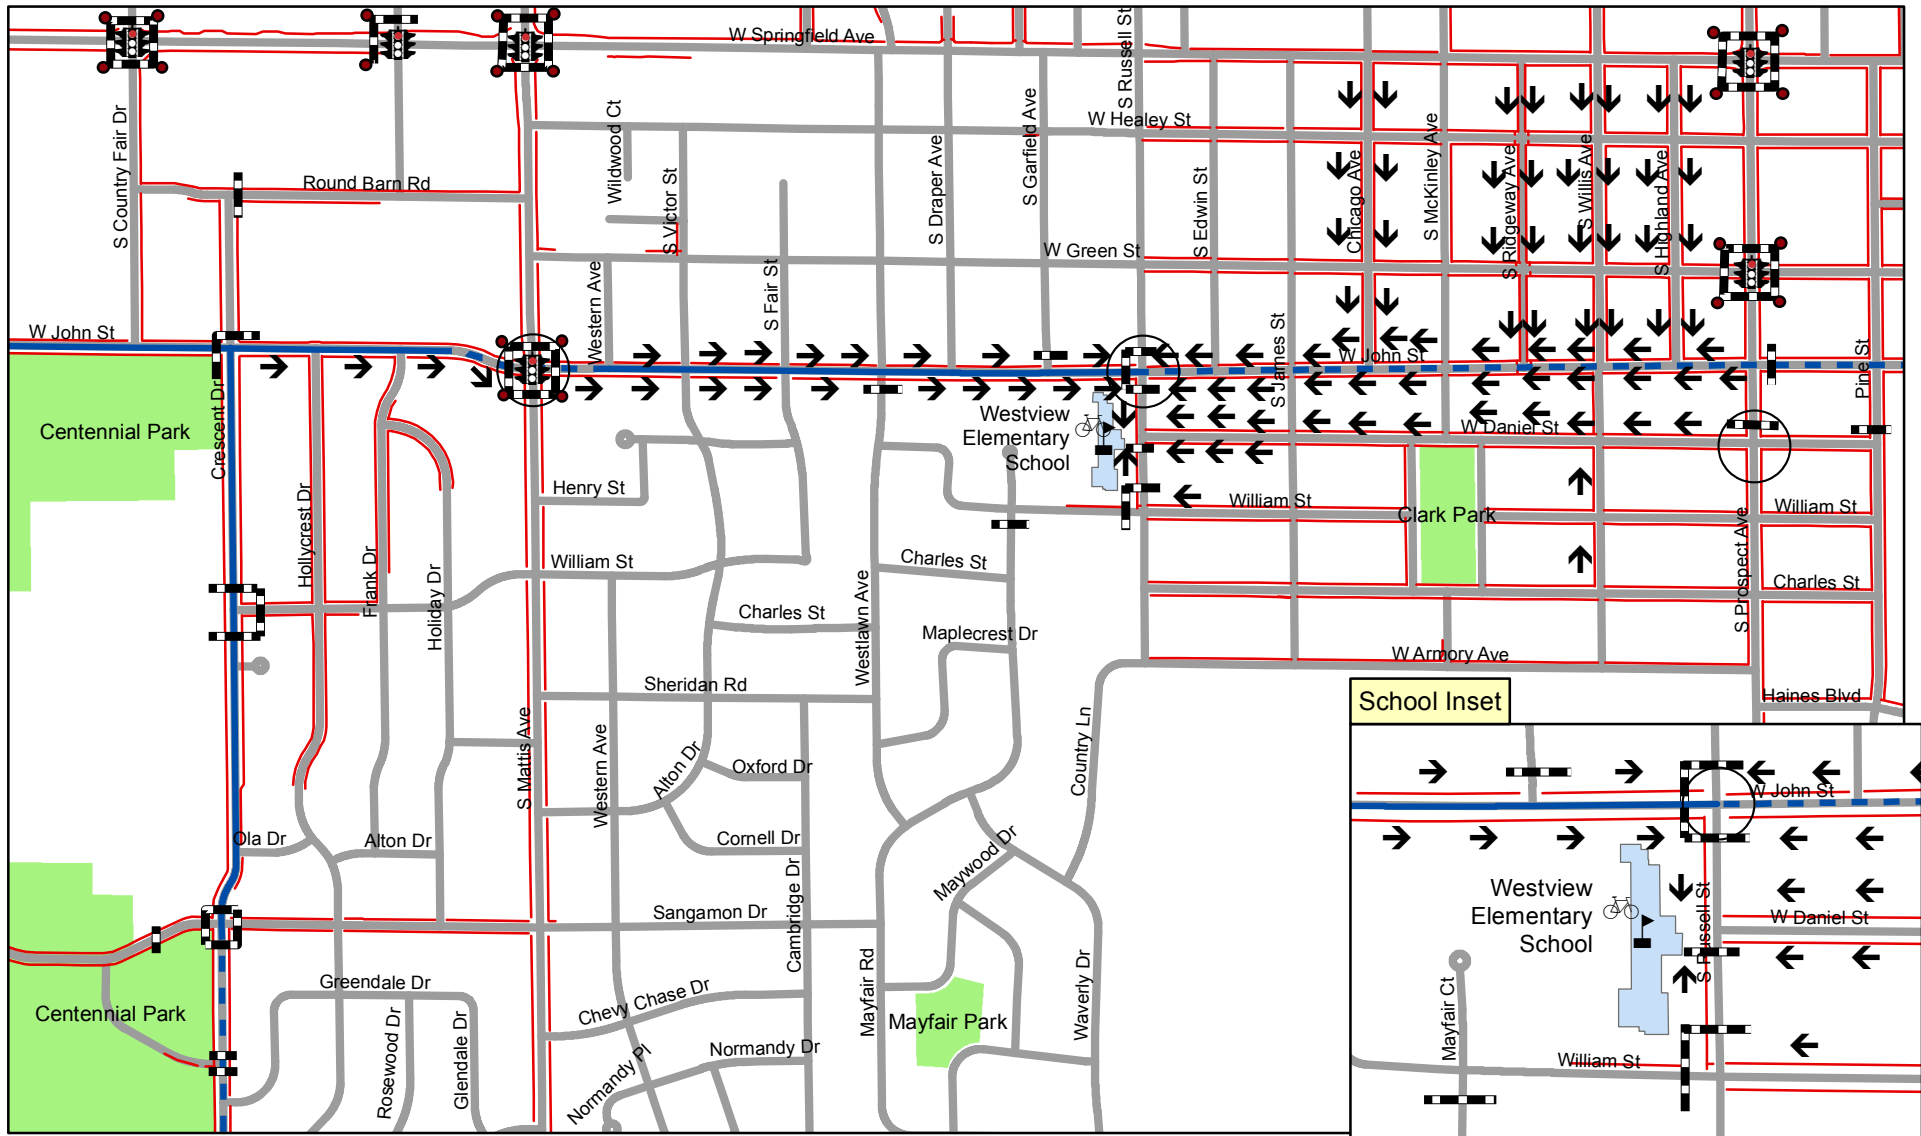 W Springfield Ave
S Russell St
S Country Fair Dr
Wildwood Ct
S Victor St
S Draper Ave
S Garfield Ave
W Healey St
S Edwin St
Chicago Ave
S McKinley Ave
S Ridgeway Ave
S Willis Ave
S Highland Ave
Round Barn Rd
W Green St
Western Ave
S Fair St
S James St
W John St
W John St
Pine St
Crescent Dr
Centennial Park
Westview
Elementary
School
W Daniel St
Henry St
William St
Clark Park
William St
Hollycrest Dr
Frank Dr
Holiday Dr
William St
Charles St
Charles St
S Prospect Ave
Charles St
Westlawn Ave
Maplecrest Dr
W Armory Ave
Sheridan Rd
Haines Blvd
School Inset
S Mattis Ave
Western Ave
Alton Dr
Oxford Dr
Country Ln
Ola Dr
Alton Dr
Cornell Dr
Maywood Dr
Cambridge Dr
Sangamon Dr
Mayfair Rd
Waverly Dr
Greendale Dr
Chevy Chase Dr
Centennial Park
Rosewood Dr
Glendale Dr
Mayfair Park
Normandy Pl
Normandy Dr
W John St
Westview
Elementary
School
S Russell St
W Daniel St
Mayfair Ct
William St